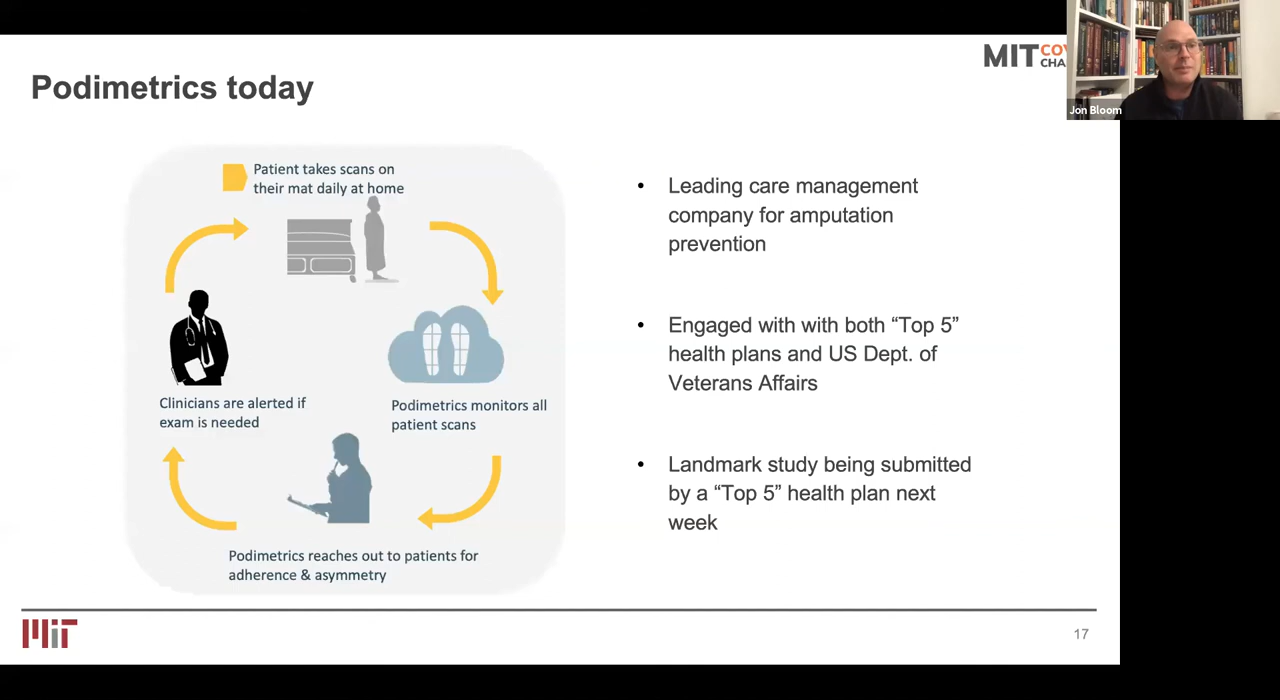 MIT CO
CHA
Jon Bloom
Podimetrics today
Patient takes scans on
their mat daily at home
Clinicians are alerted if
exam is needed
Podimetrics monitors all
patient scans
Podimetrics reaches out to patients for
adherence & asymmetry
• Leading care management
company for amputation
prevention
• Engaged with with both “Top 5”
health plans and US Dept. of
Veterans Affairs
• Landmark study being submitted
by a “Top 5” health plan next
week
MIT
17